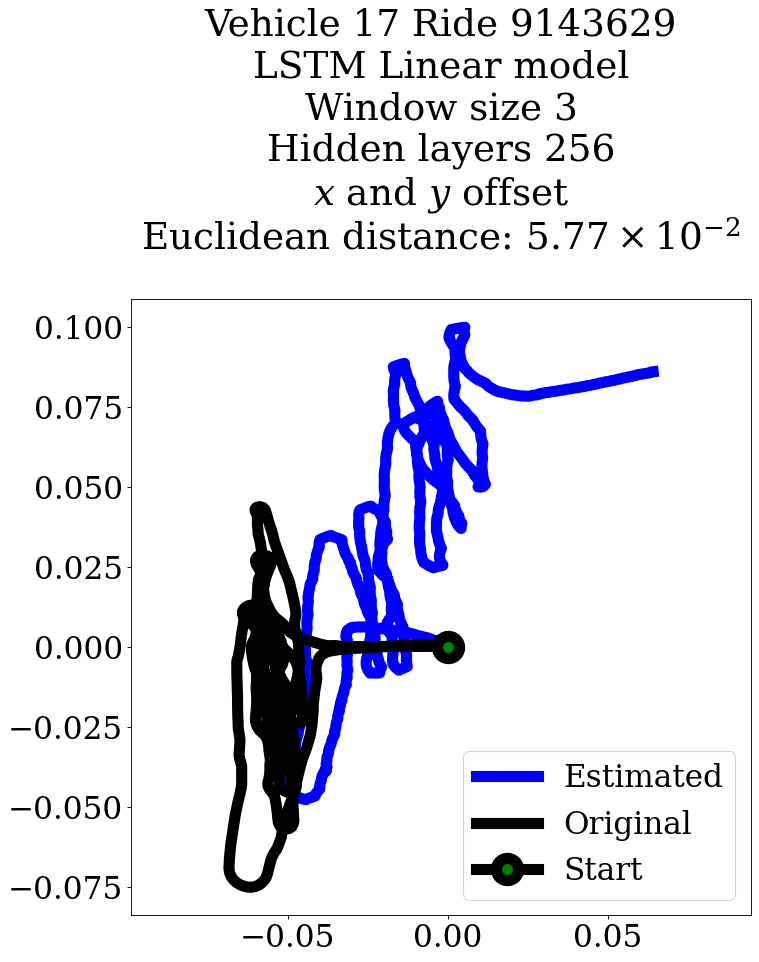 Vehicle 17 Ride 9143629
LSTM Linear model
Window size 3
Hidden layers 256
x and y offset
Euclidean distance: 5.77 × 10⁻²
0.100
0.075
0.050
0.025
0.000
−0.025
−0.050
−0.075
Estimated
Original
Start
−0.05 0.00 0.05